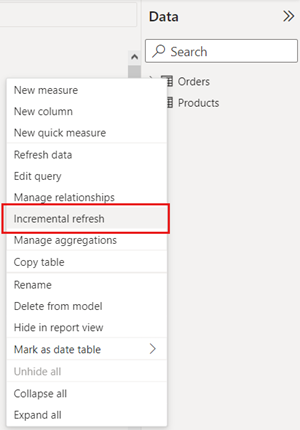 Data
Search
Orders
Products
New measure
New column
New quick measure
Refresh data
Edit query
Manage relationships
Incremental refresh
Manage aggregations
Copy table
Rename
Delete from model
Hide in report view
Mark as date table
Unhide all
Collapse all
Expand all